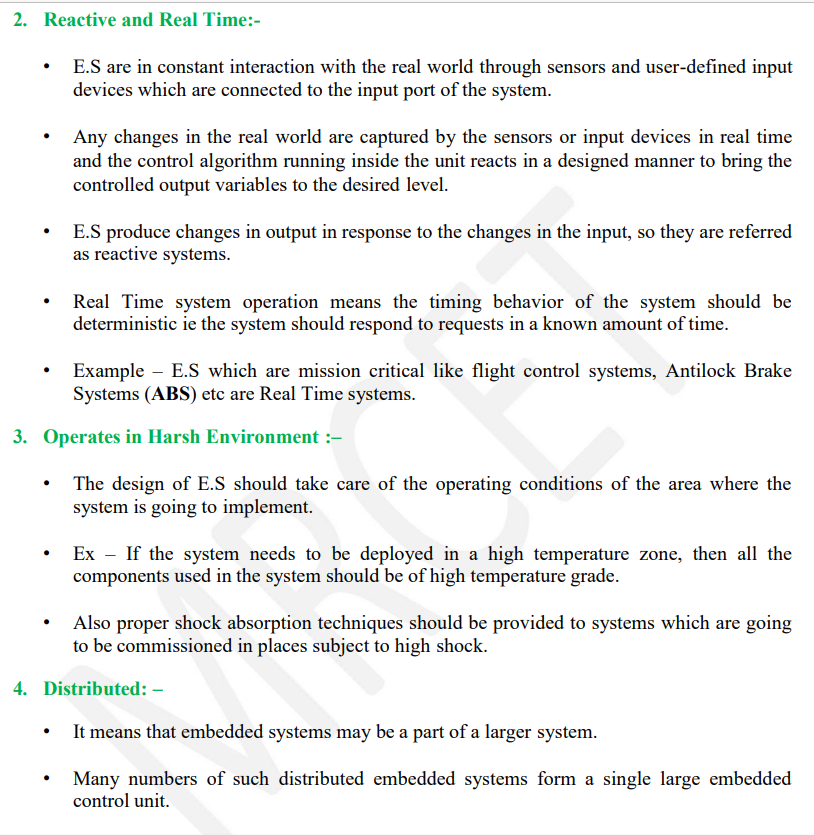 2. Reactive and Real Time:-
• E.S are in constant interaction with the real world through sensors and user-defined input
devices which are connected to the input port of the system.
• Any changes in the real world are captured by the sensors or input devices in real time
and the control algorithm running inside the unit reacts in a designed manner to bring the
controlled output variables to the desired level.
• E.S produce changes in output in response to the changes in the input, so they are referred
as reactive systems.
• Real Time system operation means the timing behavior of the system should be
deterministic ie the system should respond to requests in a known amount of time.
• Example – E.S which are mission critical like flight control systems, Antilock Brake
Systems (ABS) etc are Real Time systems.
3. Operates in Harsh Environment :–
• The design of E.S should take care of the operating conditions of the area where the
system is going to implement.
• Ex – If the system needs to be deployed in a high temperature zone, then all the
components used in the system should be of high temperature grade.
• Also proper shock absorption techniques should be provided to systems which are going
to be commissioned in places subject to high shock.
4. Distributed: –
• It means that embedded systems may be a part of a larger system.
• Many numbers of such distributed embedded systems form a single large embedded
control unit.
MRCET